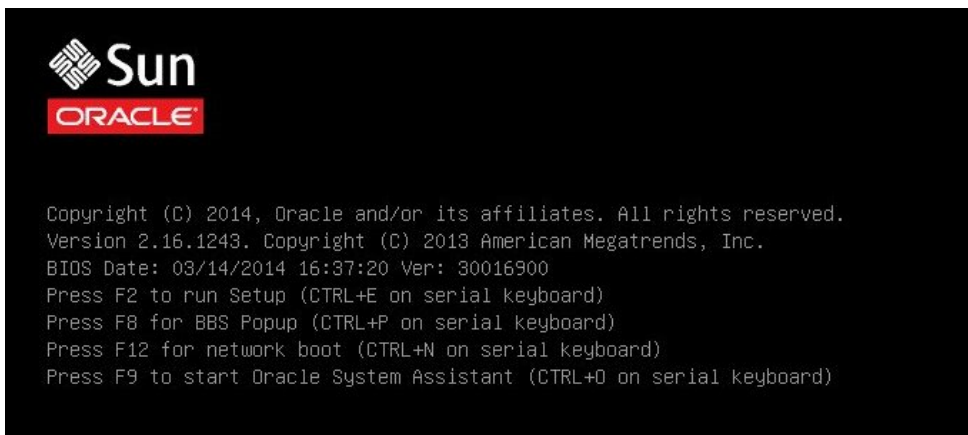 Sun
ORACLE
Copyright (C) 2014, Oracle and/or its affiliates. All rights reserved.
Version 2.16.1243. Copyright (C) 2013 American Megatrends, Inc.
BIOS Date: 03/14/2014 16:37:20 Ver: 30016900
Press F2 to run Setup (CTRL+E on serial keyboard)
Press F8 for BBS Popup (CTRL+P on serial keyboard)
Press F12 for network boot (CTRL+N on serial keyboard)
Press F9 to start Oracle System Assistant (CTRL+O on serial keyboard)